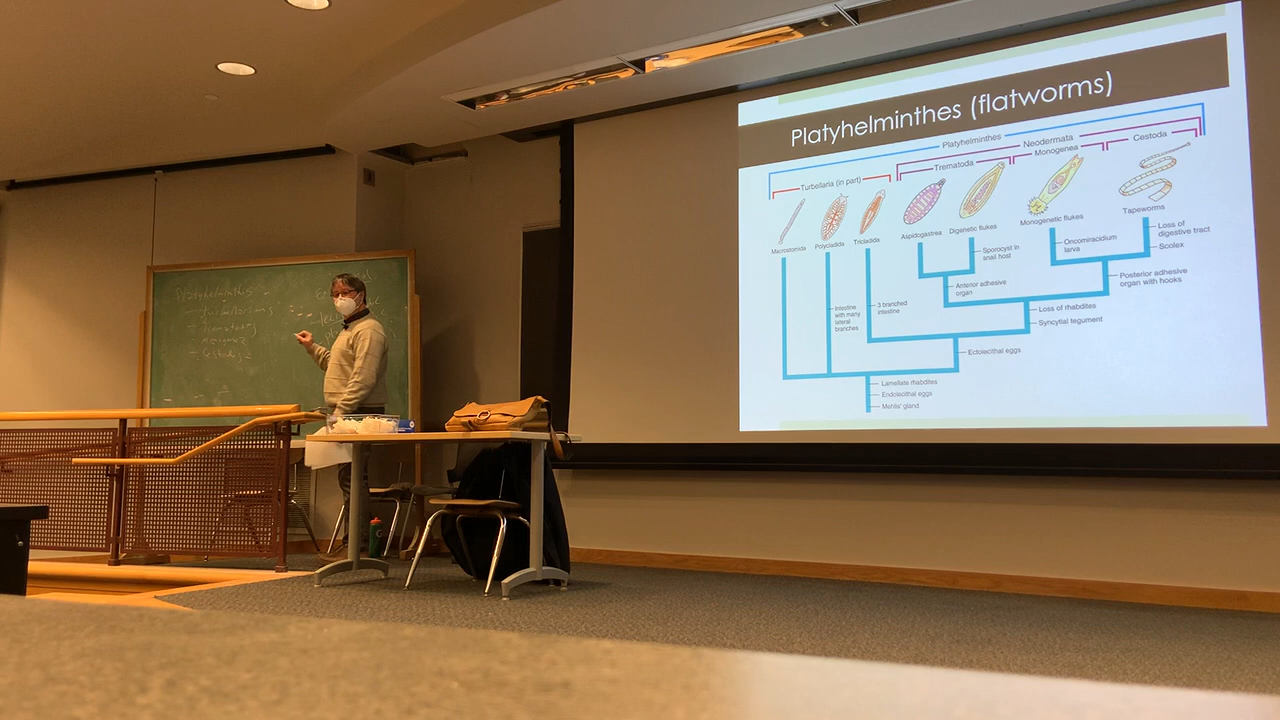 Platyhelminthes
Platyhelminthes (flatworms)
Platyhelminthes
Neodermata
Turbellaria (in part)
Trematoda
Monogenea
Cestoda
Macrostomida
Polycladida
Tricladida
Aspidogastrea
Digenetic flukes
Monogenetic flukes
Tapeworms
Sporocyst in
snail host
Oncomiracidium
larva
Loss of
digestive tract
Scolex
Anterior adhesive
organ
Posterior adhesive
organ with hooks
Intestine
with many
lateral
branches
3 branched
intestine
Loss of rhabdites
Syncytial tegument
Ectolecithal eggs
Lamellate rhabdites
Endolecithal eggs
Mehlis' gland